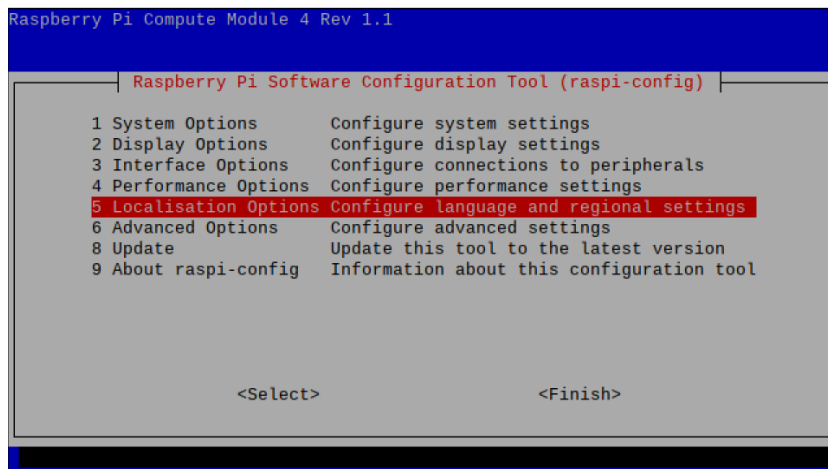 Raspberry Pi Compute Module 4 Rev 1.1
Raspberry Pi Software Configuration Tool (raspi-config)
1 System Options Configure system settings
2 Display Options Configure display settings
3 Interface Options Configure connections to peripherals
4 Performance Options Configure performance settings
5 Localisation Options Configure language and regional settings
6 Advanced Options Configure advanced settings
8 Update Update this tool to the latest version
9 About raspi-config Information about this configuration tool
<Select> <Finish>